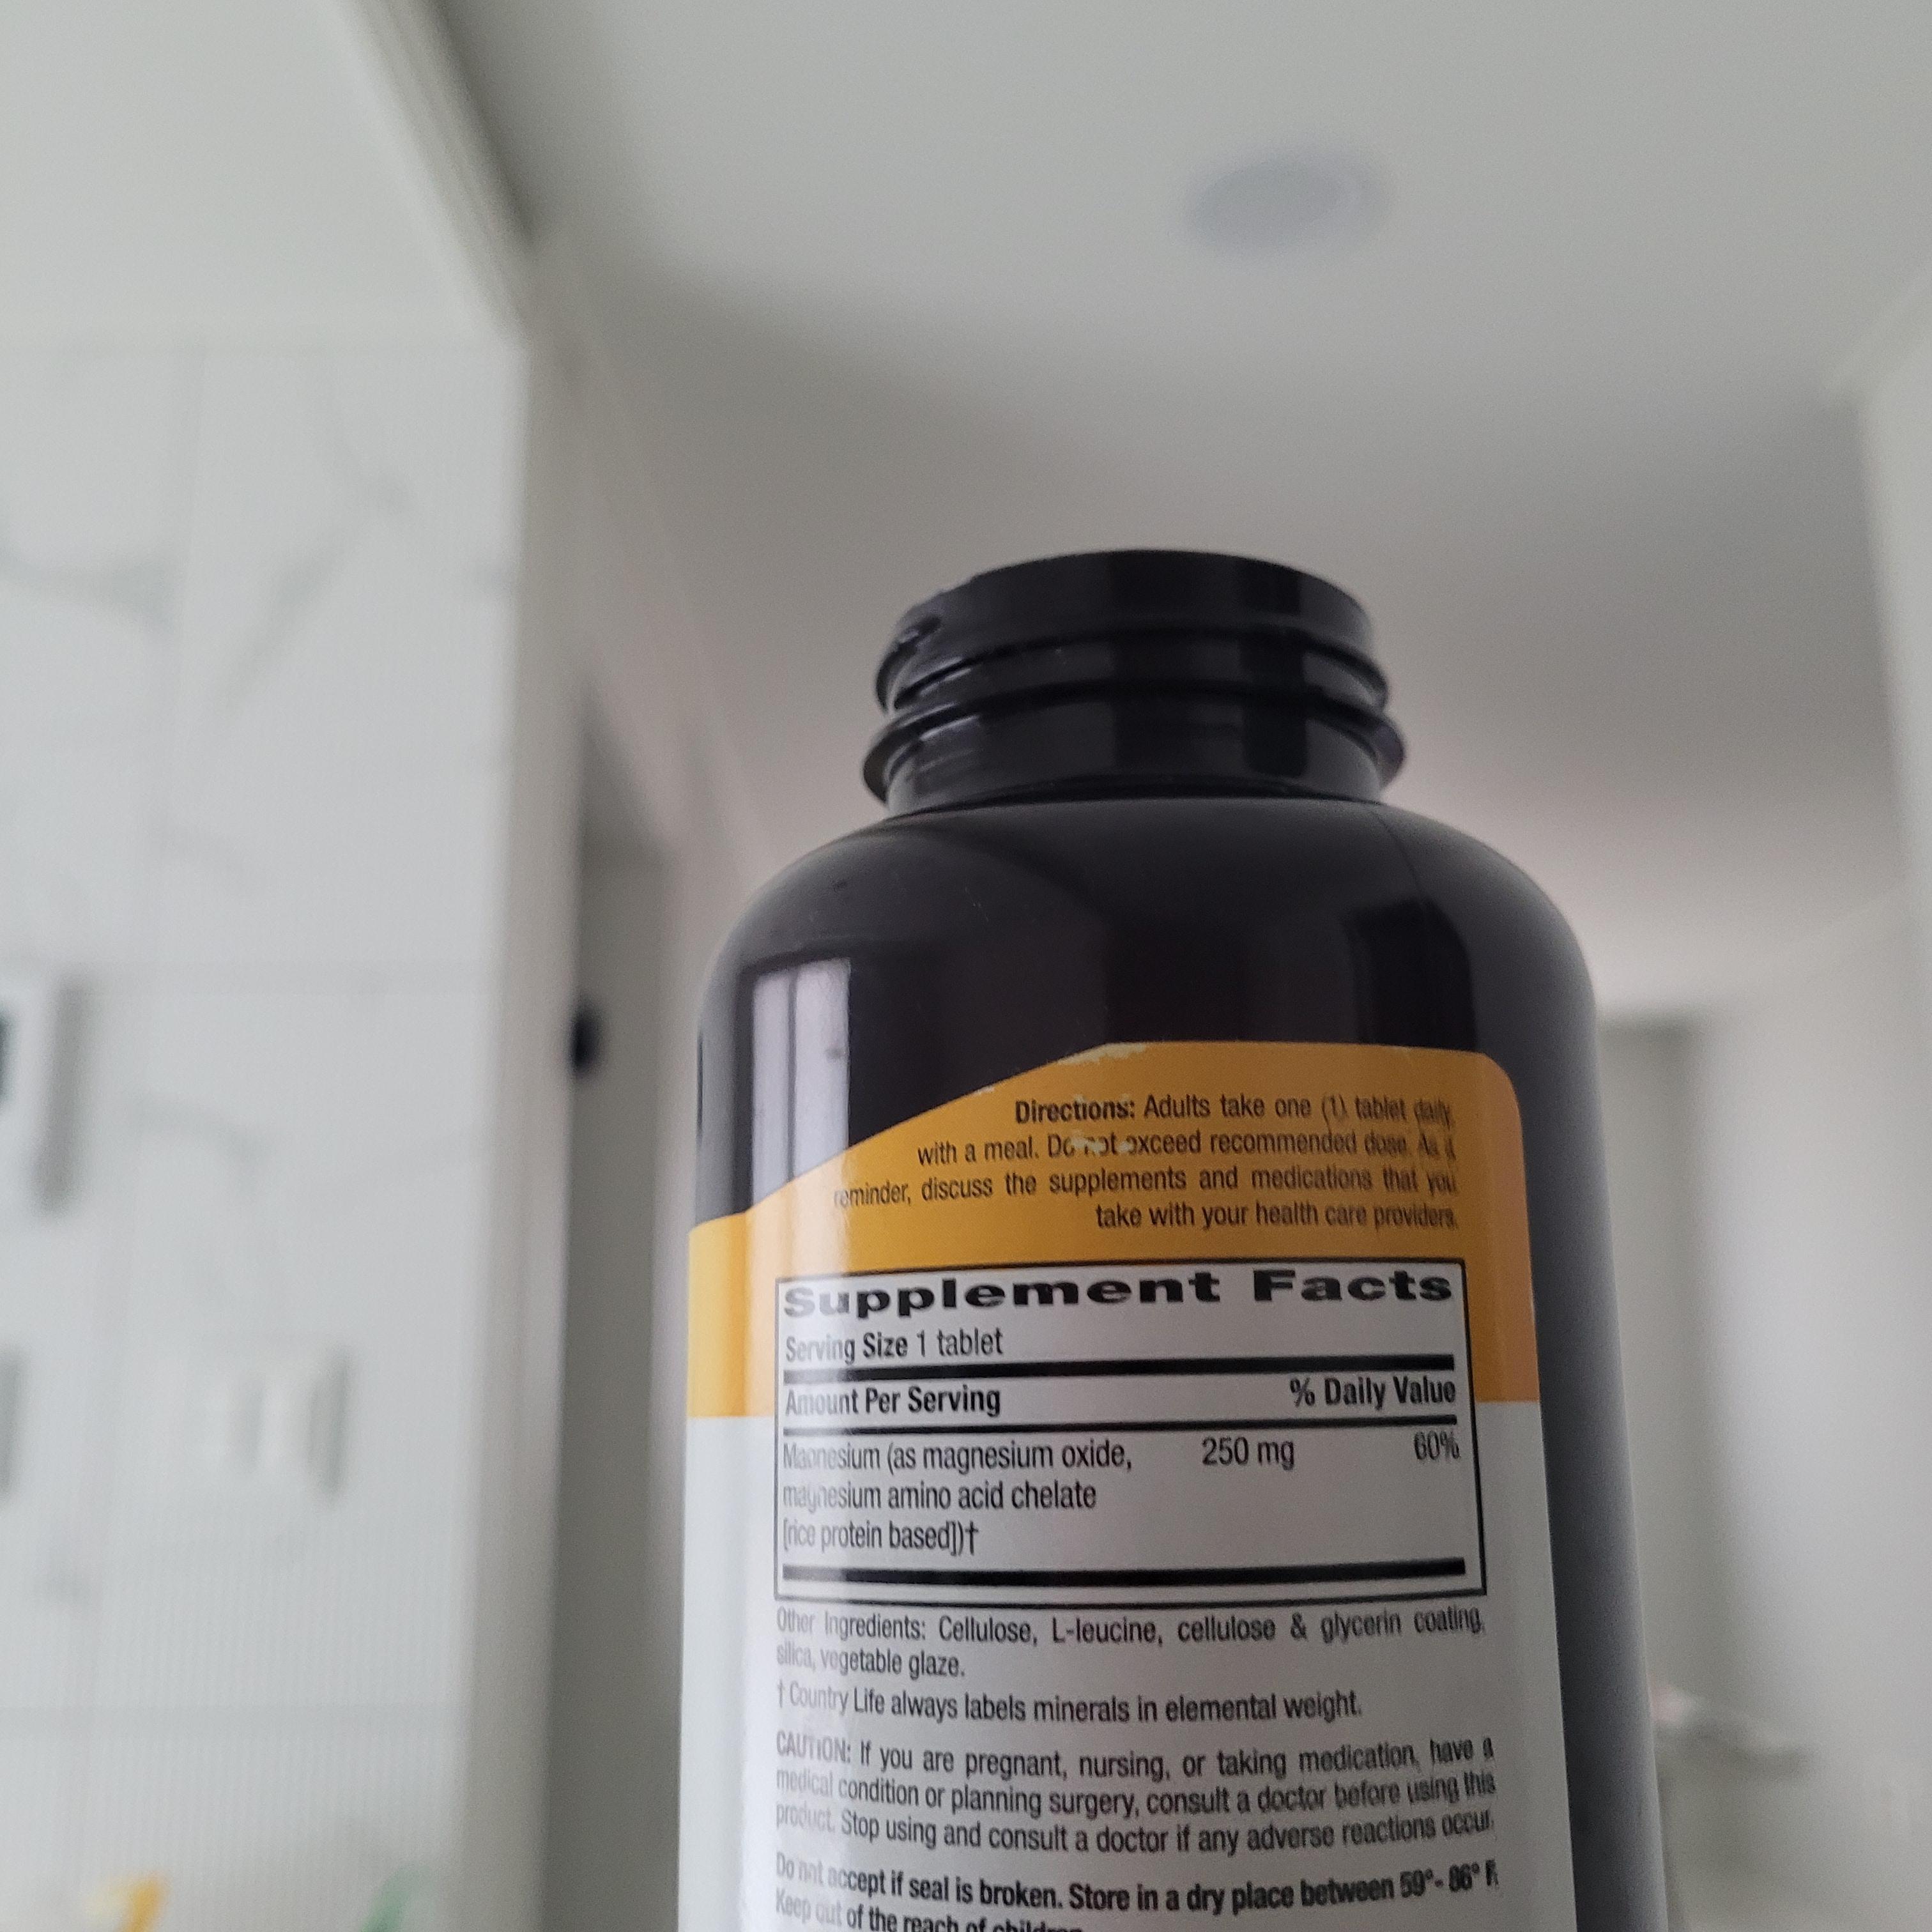 Directions: Adults take one (1) tablet daily,
with a meal. Do not exceed recommended dose. As a
reminder, discuss the supplements and medications that you
take with your health care providers.
Supplement Facts
Serving Size 1 tablet
Amount Per Serving % Daily Value
Magnesium (as magnesium oxide, 250 mg 60%
magnesium amino acid chelate
[rice protein based])†
Other Ingredients: Cellulose, L-leucine, cellulose & glycerin coating,
silica, vegetable glaze.
† Country Life always labels minerals in elemental weight.
CAUTION: If you are pregnant, nursing, or taking medication, have a
medical condition or planning surgery, consult a doctor before using this
product. Stop using and consult a doctor if any adverse reactions occur.
Do not accept if seal is broken. Store in a dry place between 59°- 86° F.
Keep out of the reach of children.